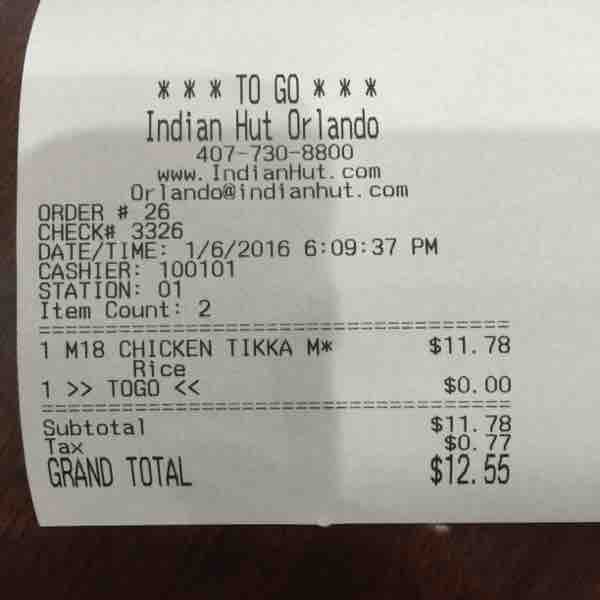 * * * TO GO * * *
Indian Hut Orlando
407-730-8800
www.IndianHut.com
Orlando@indianhut.com
ORDER # 26
CHECK# 3326
DATE/TIME: 1/6/2016 6:09:37 PM
CASHIER: 100101
STATION: 01
Item Count: 2
========================================
1 M18 CHICKEN TIKKA M* $11.78
Rice
1 >> TOGO << $0.00
========================================
Subtotal $11.78
Tax $0.77
GRAND TOTAL $12.55